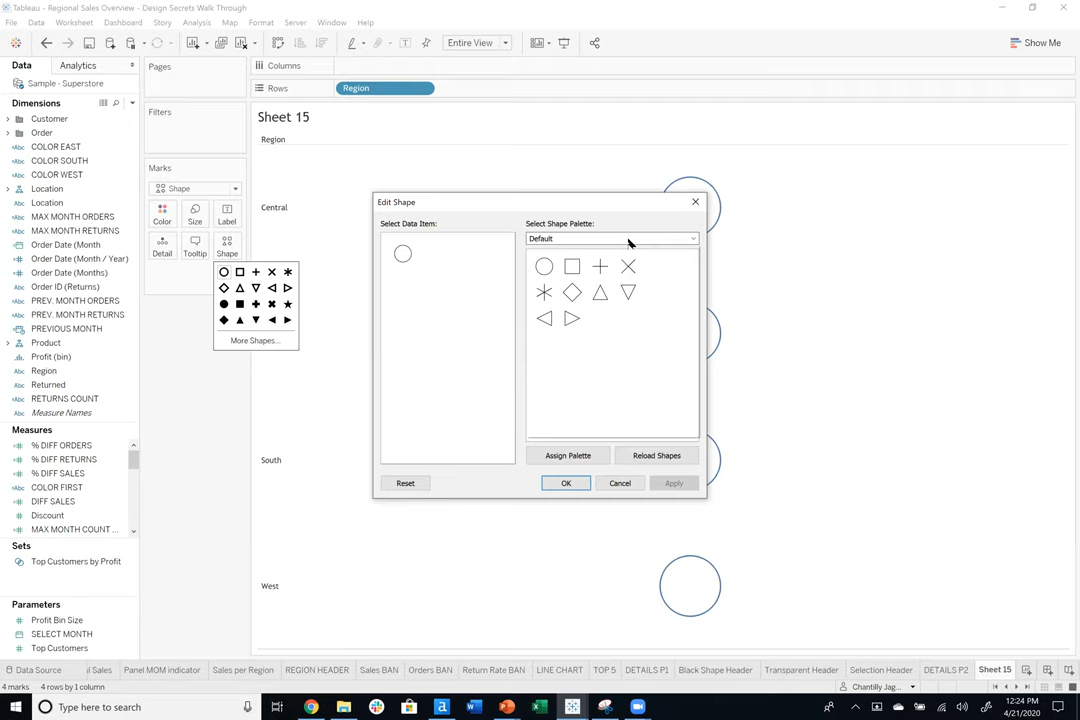 Tableau - Regional Sales Overview - Design Secrets Walk Through
File Data Worksheet Dashboard Story Analysis Map Format Server Window Help
Entire View
Show Me
Data Analytics
Pages
Columns
Sample - Superstore
Rows Region
Dimensions
Filters
Sheet 15
Region
Customer
Order
COLOR EAST
COLOR SOUTH
COLOR WEST
Location
Location
MAX MONTH ORDERS
MAX MONTH RETURNS
Order Date (Month
Order Date (Month / Year)
Order Date (Months)
Order ID (Returns)
PREV. MONTH ORDERS
PREV. MONTH RETURNS
PREVIOUS MONTH
Product
Profit (bin)
Region
Returned
RETURNS COUNT
Measure Names
Measures
% DIFF ORDERS
% DIFF RETURNS
% DIFF SALES
COLOR FIRST
DIFF SALES
Discount
MAX MONTH COUNT ...
Sets
Top Customers by Profit
Parameters
Profit Bin Size
SELECT MONTH
Top Customers
Marks
Shape
Color Size Label
Detail Tooltip Shape
More Shapes...
Central
South
West
Edit Shape
Select Data Item:
Select Shape Palette:
Default
Assign Palette
Reload Shapes
Reset
OK
Cancel
Apply
Data Source il Sales Panel MOM indicator Sales per Region REGION HEADER Sales BAN Orders BAN Return Rate BAN LINE CHART TOP 5 DETAILS P1 Black Shape Header Transparent Header Selection Header DETAILS P2 Sheet 15
4 marks 4 rows by 1 column
Chantilly Jag...
Type here to search
12:24 PM
4/21/2020